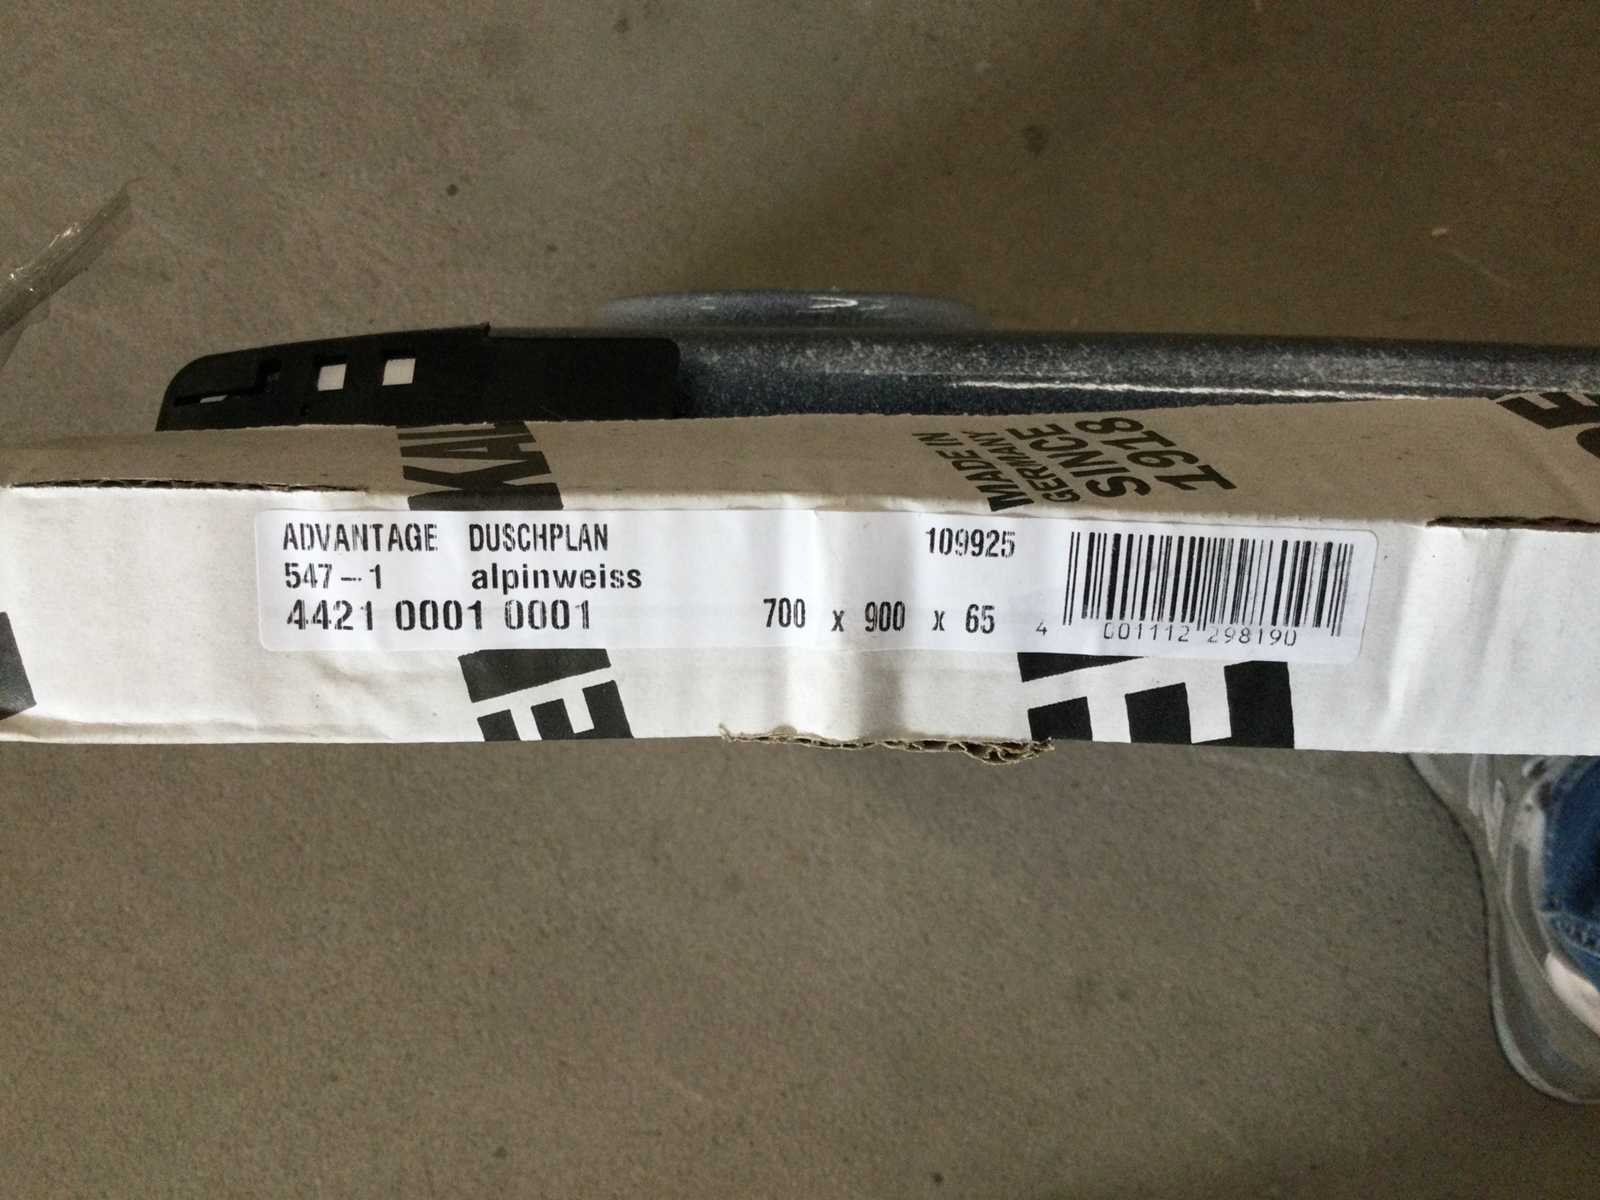 KAL
MADE IN
GERMANY
SINCE
1918
ADVANTAGE DUSCHPLAN 109925
547-1 alpinweiss
4421 0001 0001 700 x 900 x 65
4 001112 298190